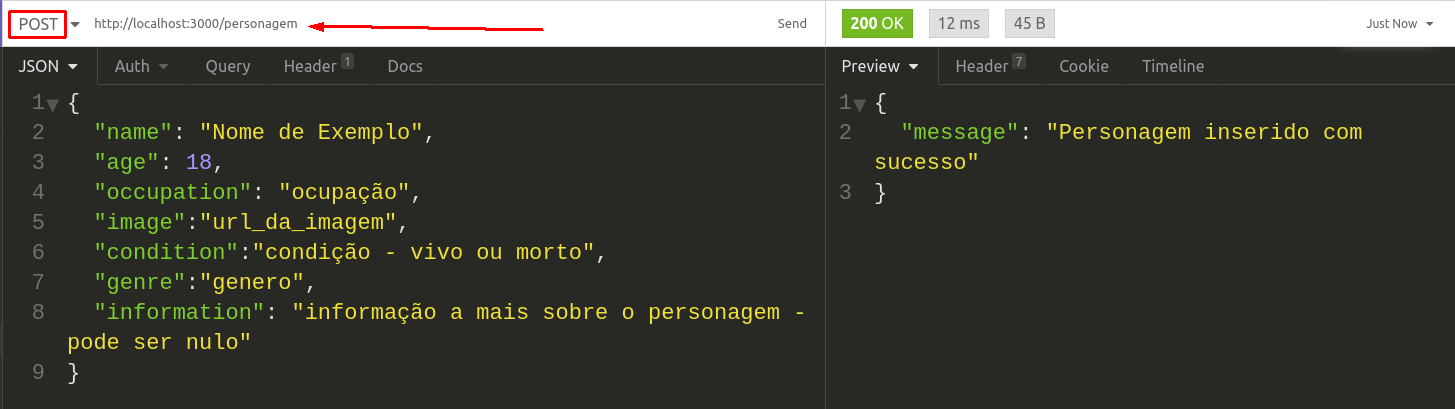 POST http://localhost:3000/personagem Send 200 OK 12 ms 45 B Just Now
JSON Auth Query Header 1 Docs Preview Header 7 Cookie Timeline
1 {
2 "name": "Nome de Exemplo",
3 "age": 18,
4 "occupation": "ocupação",
5 "image":"url_da_imagem",
6 "condition":"condição - vivo ou morto",
7 "genre":"genero",
8 "information": "informação a mais sobre o personagem -
pode ser nulo"
9 }
1 {
2 "message": "Personagem inserido com
sucesso"
3 }